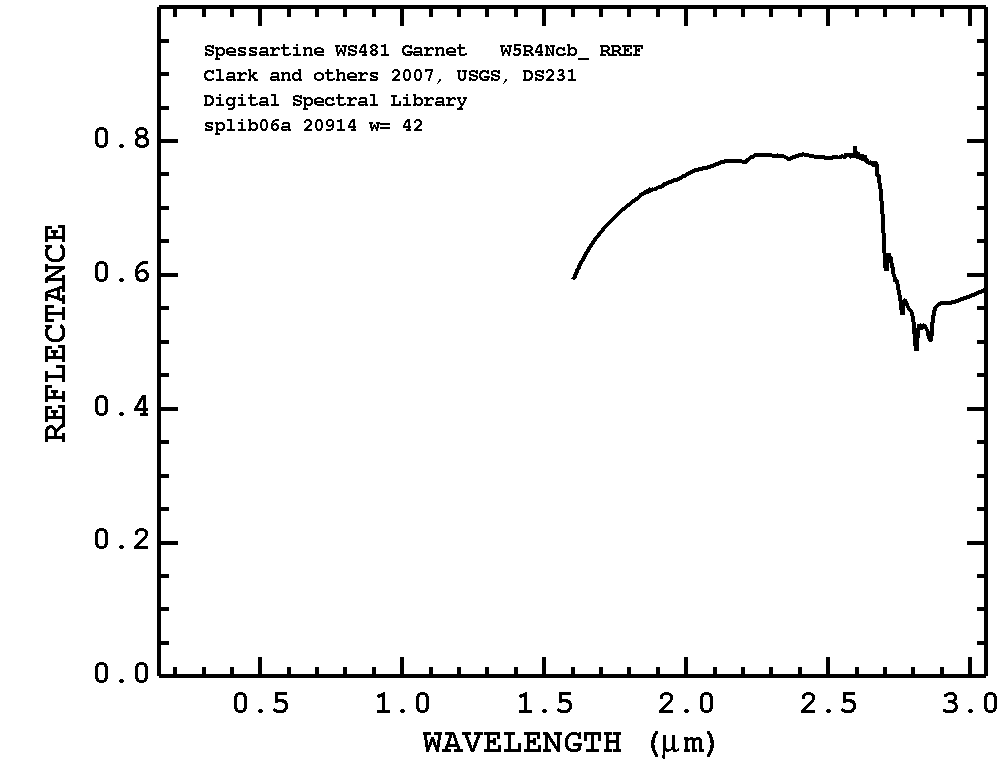 Spessartine WS481 Garnet W5R4Ncb_ RREF
Clark and others 2007, USGS, DS231
Digital Spectral Library
splib06a 20914 w= 42
0.8
0.6
0.4
0.2
0.0
REFLECTANCE
0.5 1.0 1.5 2.0 2.5 3.0
WAVELENGTH (µm)